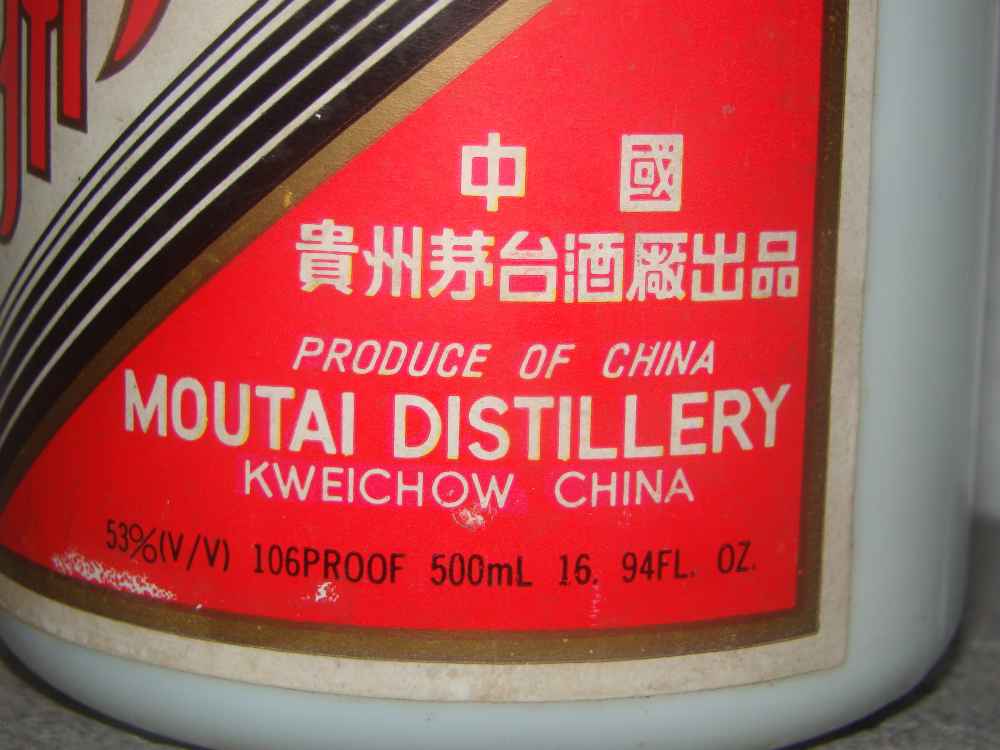 中國
貴州茅台酒廠出品
PRODUCE OF CHINA
MOUTAI DISTILLERY
KWEICHOW CHINA
53%(V/V) 106PROOF 500mL 16. 94FL. OZ.